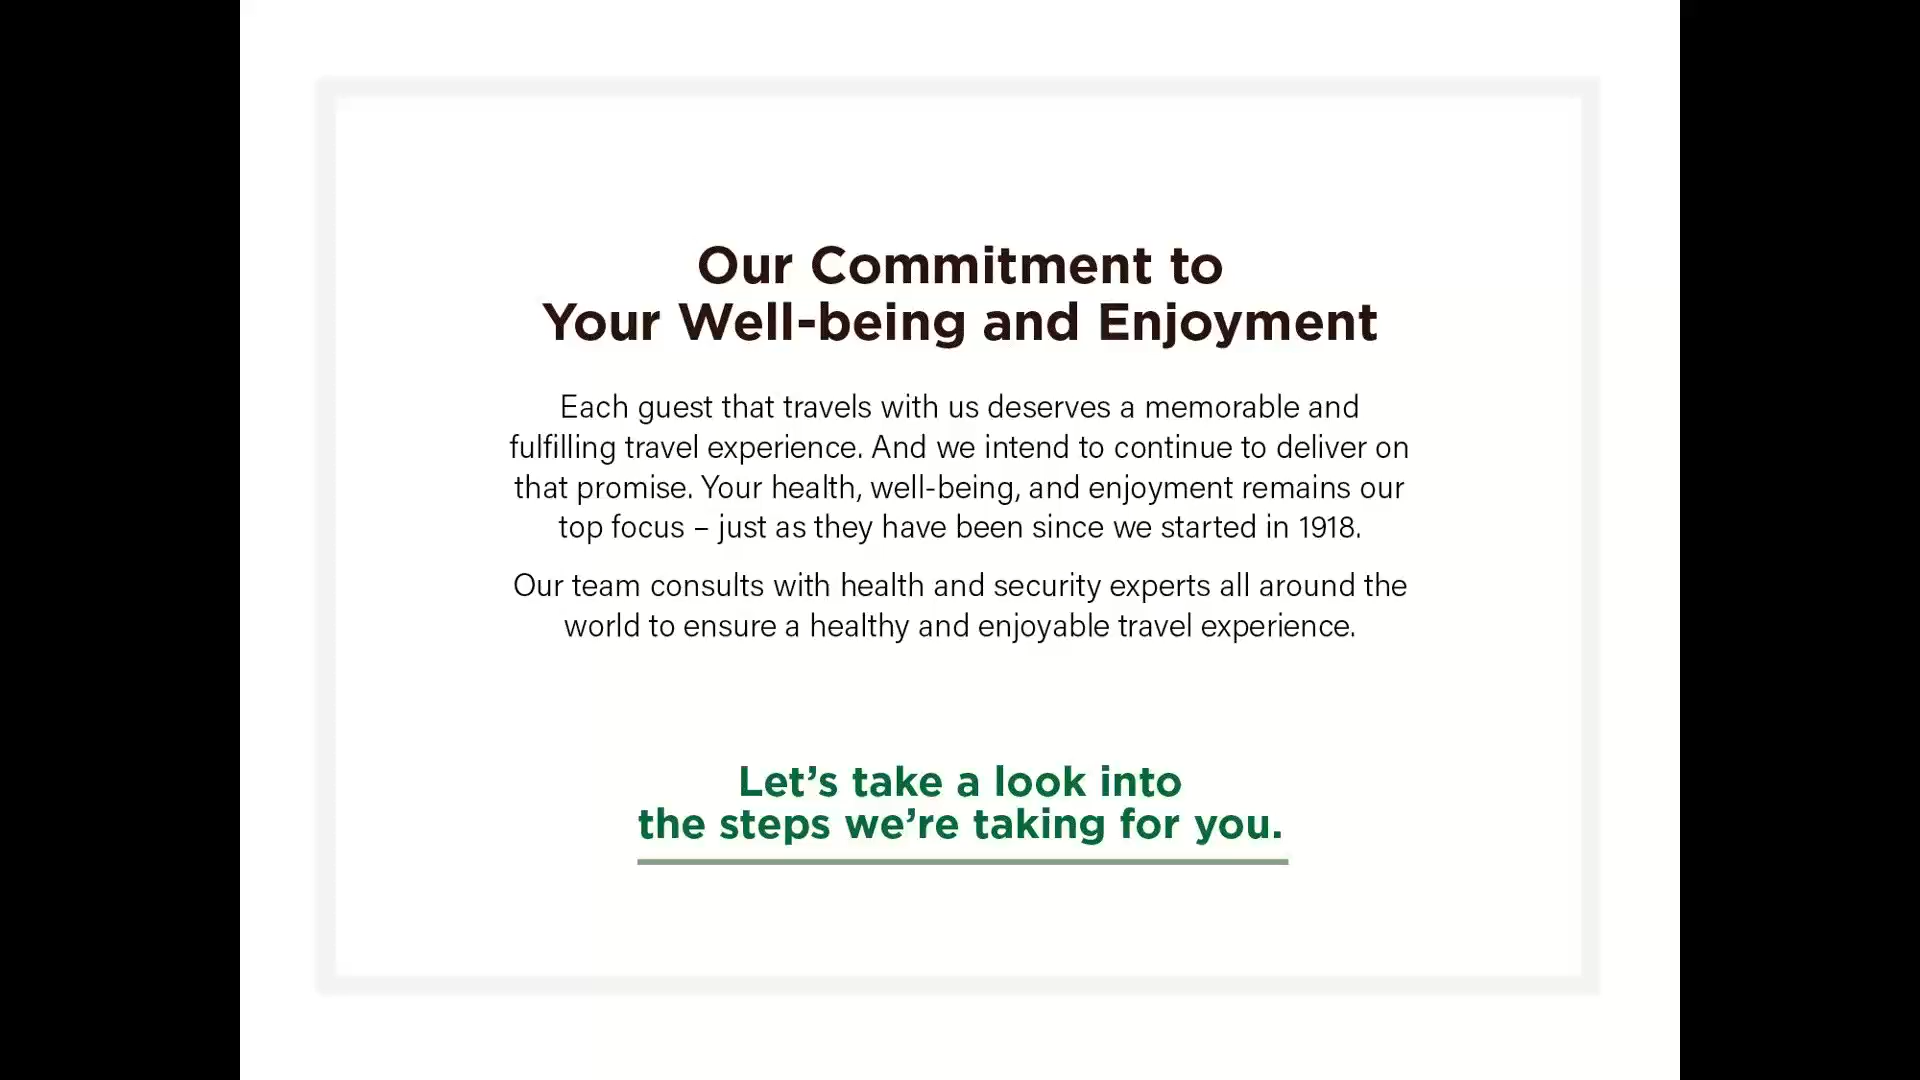 Our Commitment to
Your Well-being and Enjoyment
Each guest that travels with us deserves a memorable and
fulfilling travel experience. And we intend to continue to deliver on
that promise. Your health, well-being, and enjoyment remains our
top focus – just as they have been since we started in 1918.
Our team consults with health and security experts all around the
world to ensure a healthy and enjoyable travel experience.
Let’s take a look into
the steps we’re taking for you.